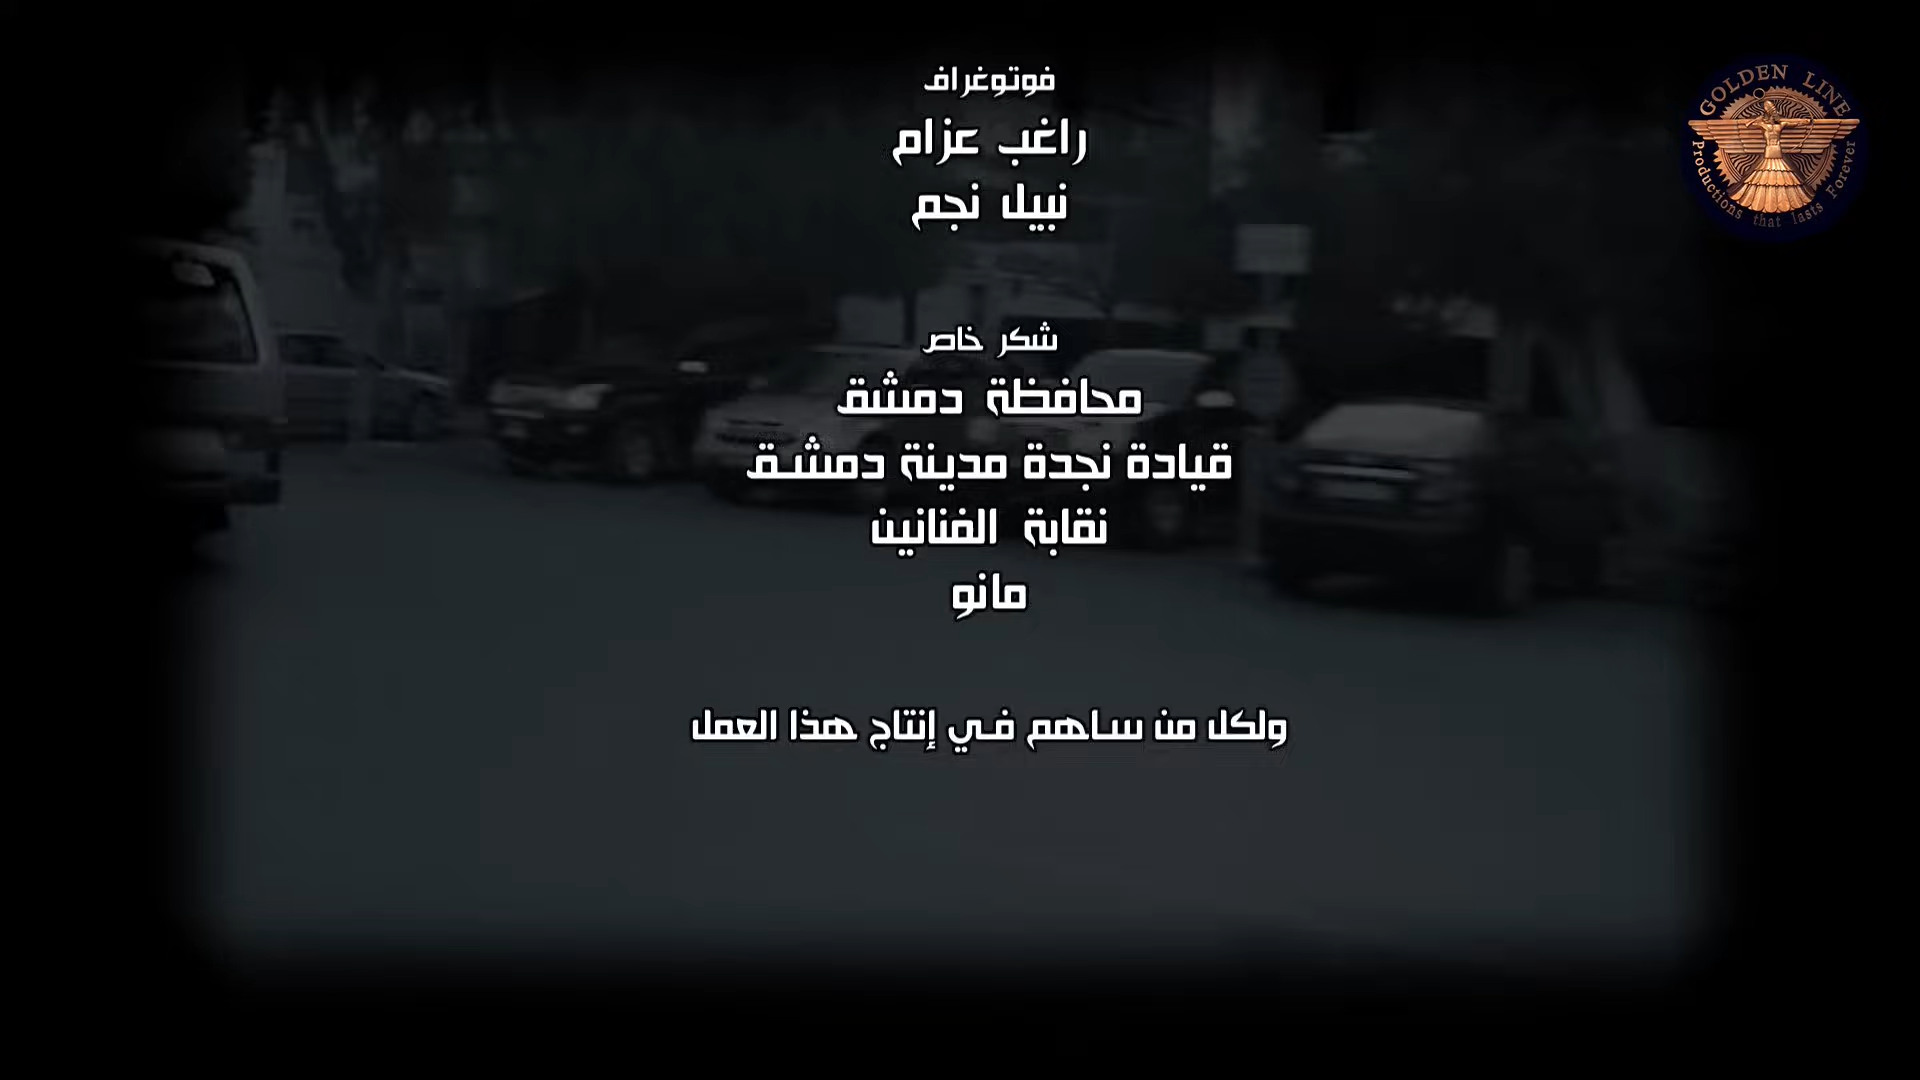 فوتوغراف
راغب عزام
نبيل نجم
شكر خاص
محافظة دمشق
قيادة نجدة مدينة دمشق
نقابة الفنانين
مانو
ولكل من ساهم في إنتاج هذا العمل
GOLDEN LINE
Productions that lasts Forever